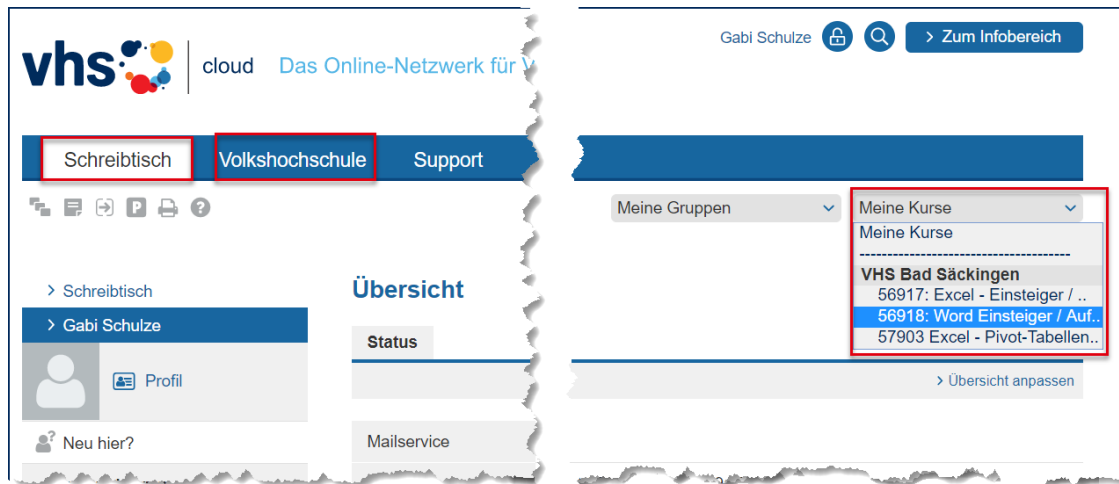 Gabi Schulze
> Zum Infobereich
vhs
cloud Das Online-Netzwerk für
Schreibtisch Volkshochschule Support
P ?
Meine Gruppen
Meine Kurse
Meine Kurse
--------------------------------------
VHS Bad Säckingen
56917: Excel - Einsteiger / ..
56918: Word Einsteiger / Auf..
57903 Excel - Pivot-Tabellen..
> Schreibtisch
> Gabi Schulze
Profil
Neu hier?
Übersicht
Status
> Übersicht anpassen
Mailservice